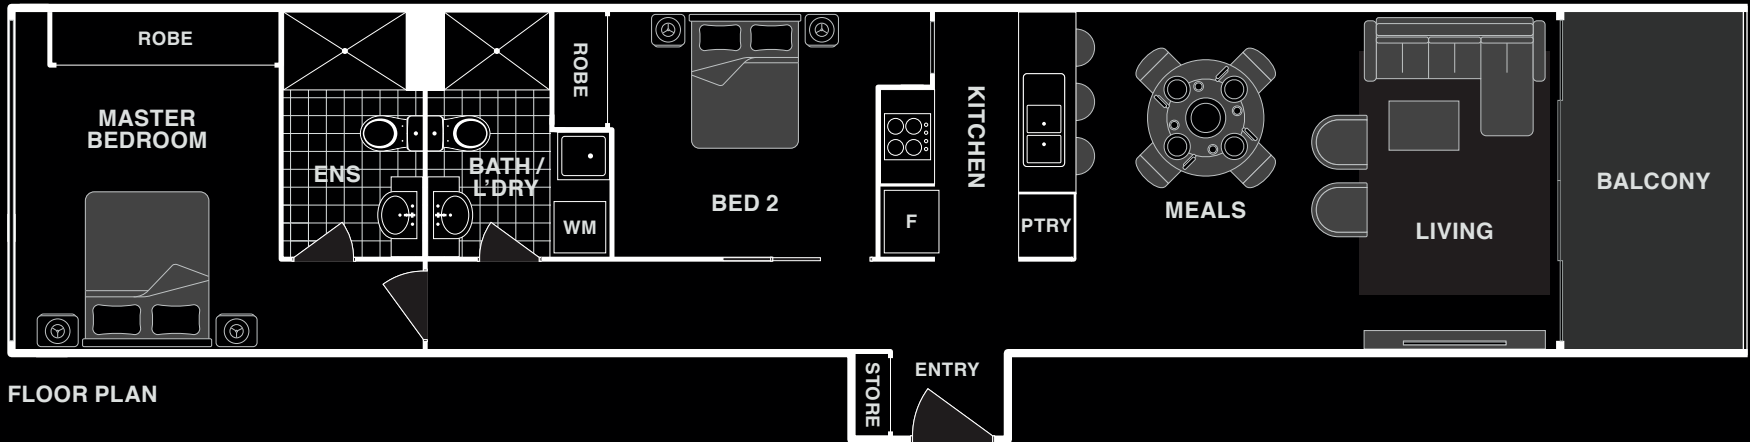 ROBE
MASTER
BEDROOM
ENS
BATH /
L'DRY
ROBE
WM
BED 2
F
KITCHEN
PTRY
MEALS
LIVING
BALCONY
STORE
ENTRY
FLOOR PLAN